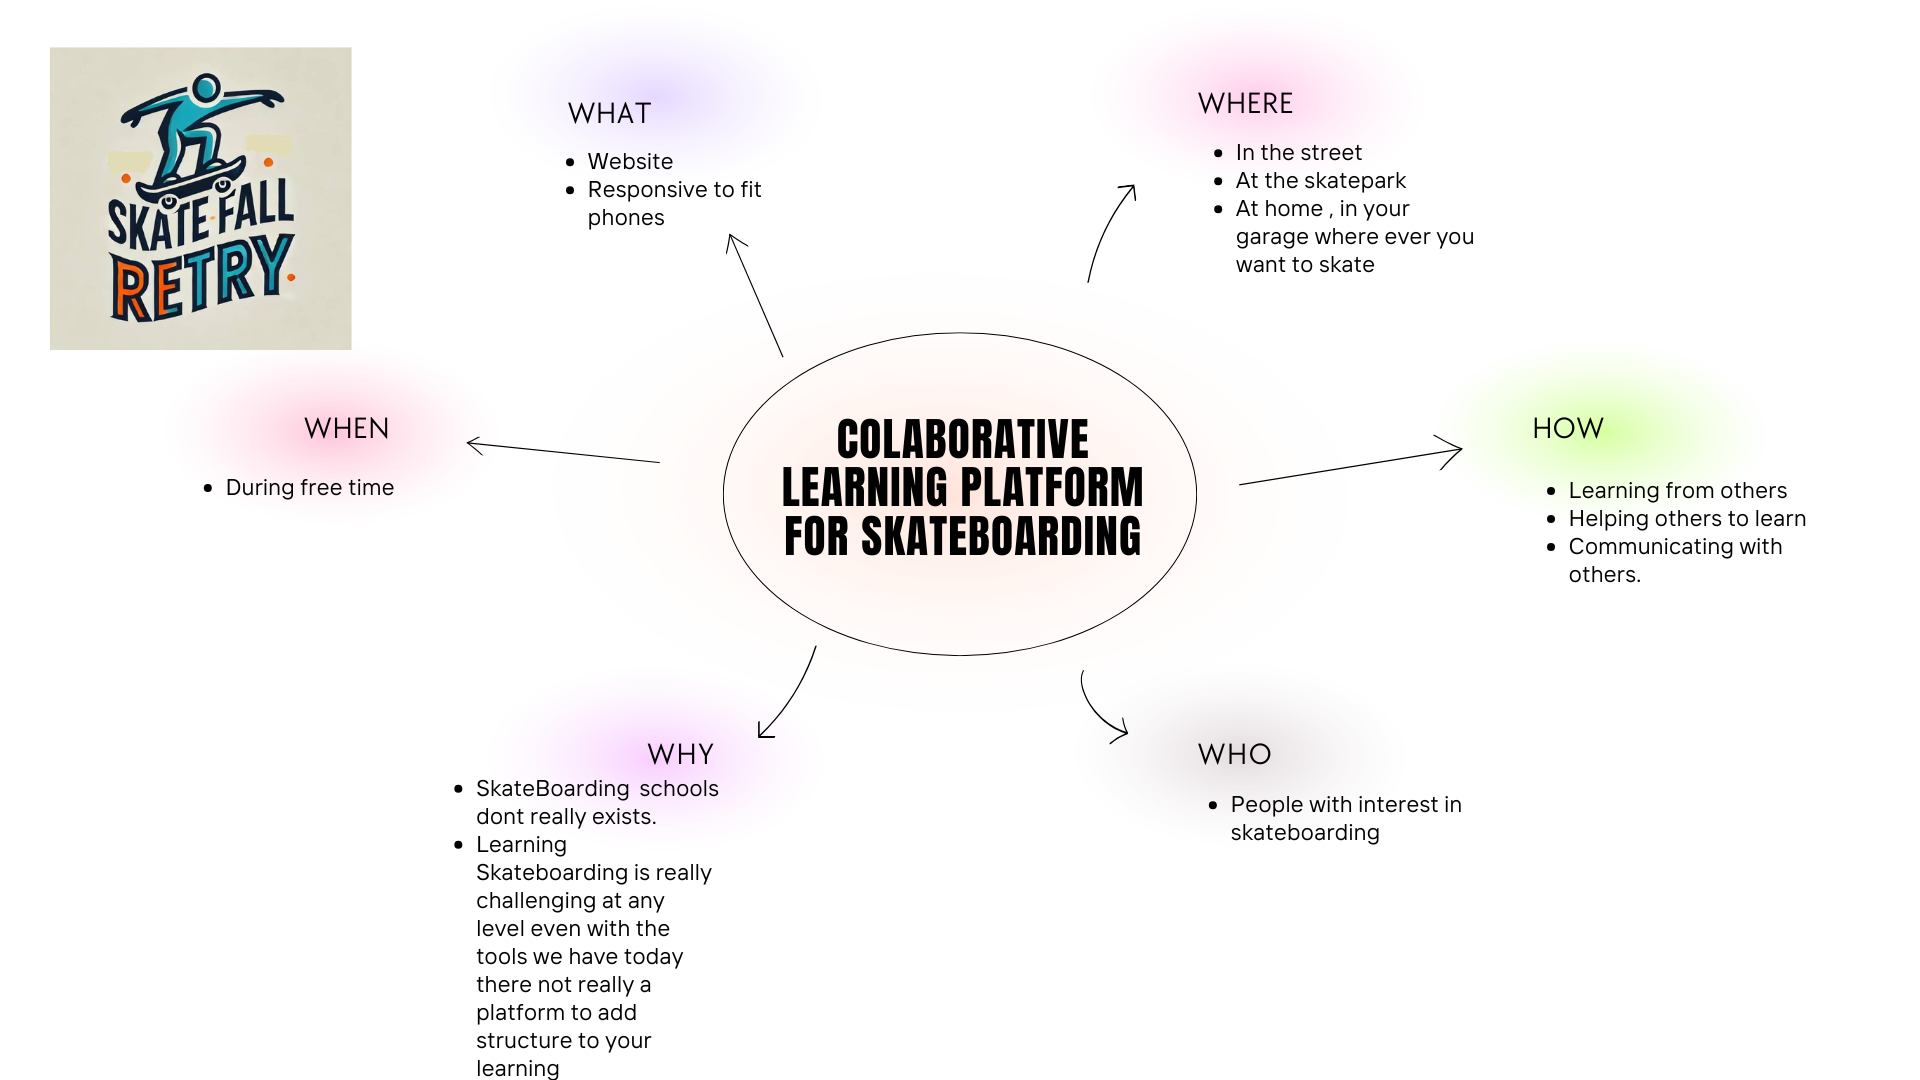 SKATE FALL
RETRY
WHAT
Website
Responsive to fit
phones
WHERE
In the street
At the skatepark
At home , in your
garage where ever you
want to skate
WHEN
During free time
COLABORATIVE
LEARNING PLATFORM
FOR SKATEBOARDING
HOW
Learning from others
Helping others to learn
Communicating with
others.
WHY
SkateBoarding schools
dont really exists.
Learning
Skateboarding is really
challenging at any
level even with the
tools we have today
there not really a
platform to add
structure to your
learning
WHO
People with interest in
skateboarding